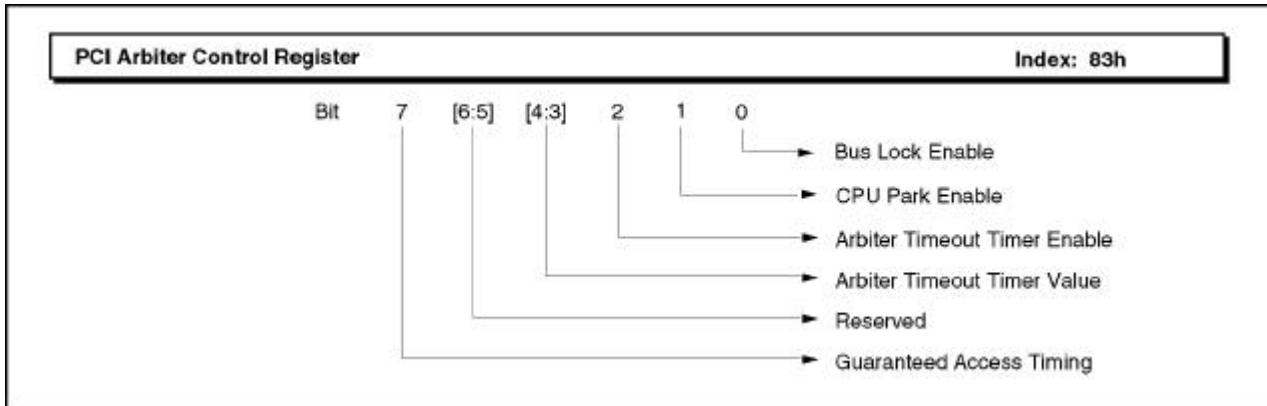 PCI Arbiter Control Register Index: 83h
Bit 7 [6:5] [4:3] 2 1 0
Bus Lock Enable
CPU Park Enable
Arbiter Timeout Timer Enable
Arbiter Timeout Timer Value
Reserved
Guaranteed Access Timing